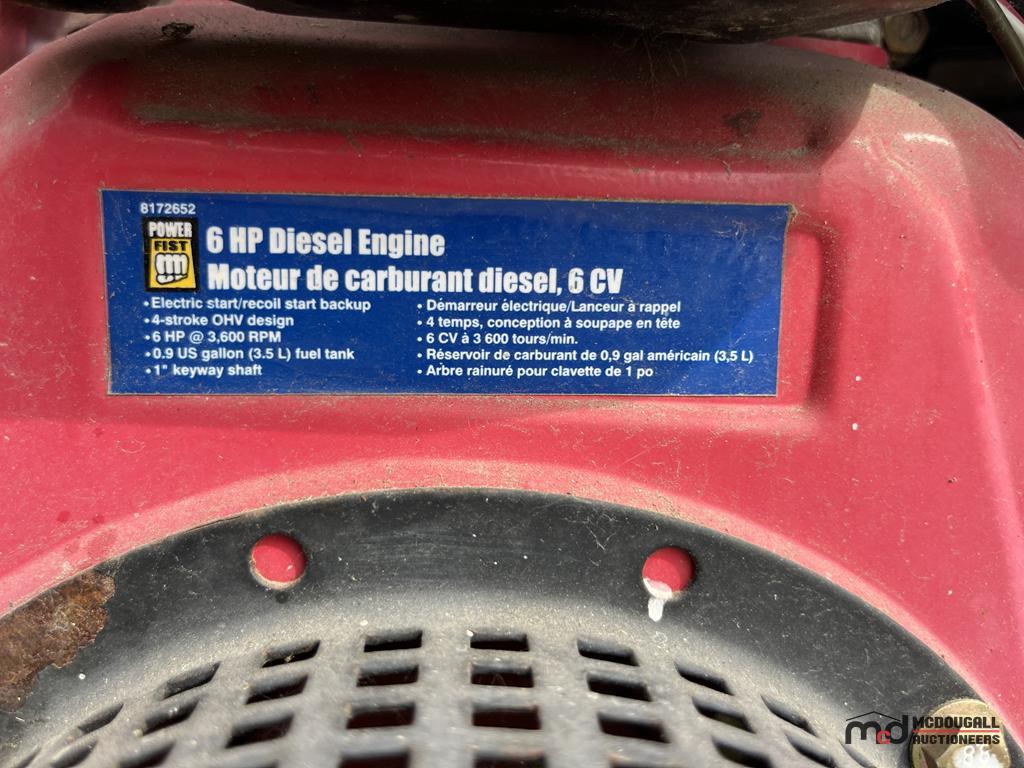 8172652
POWER
FIST
6 HP Diesel Engine
Moteur de carburant diesel, 6 CV
• Electric start/recoil start backup
• 4-stroke OHV design
• 6 HP @ 3,600 RPM
• 0.9 US gallon (3.5 L) fuel tank
• 1" keyway shaft
• Démarreur électrique/Lanceur à rappel
• 4 temps, conception à soupape en tête
• 6 CV à 3 600 tours/min.
• Réservoir de carburant de 0,9 gal américain (3,5 L)
• Arbre rainuré pour clavette de 1 po
mcd MCDOUGALL
AUCTIONEERS
8.8